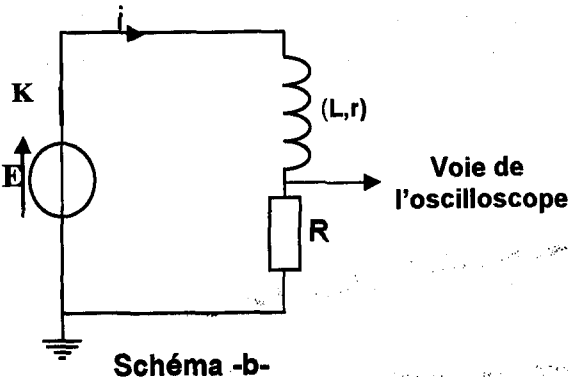 i
K
(L,r)
E
Voie de
l'oscilloscope
R
Schéma -b-